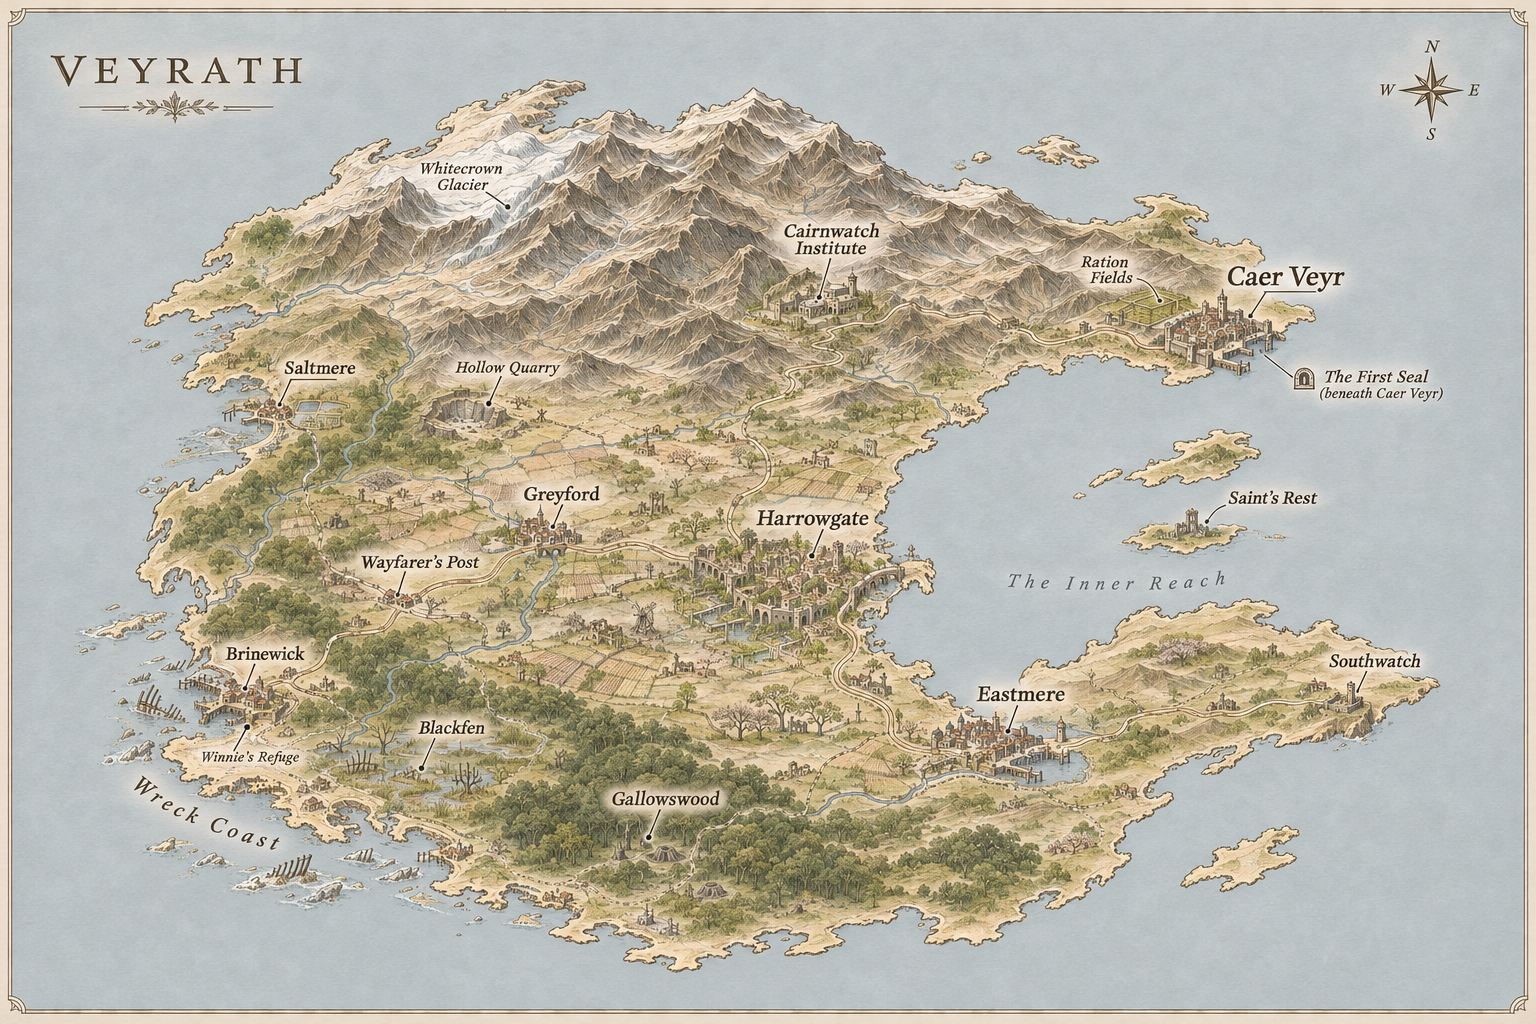 VEYRATH
N
W E
S
Whitecrown
Glacier
Cairnwatch
Institute
Ration
Fields
Caer Veyr
Saltmere
Hollow Quarry
The First Seal
(beneath Caer Veyr)
Greyford
Harrowgate
Saint's Rest
Wayfarer's Post
The Inner Reach
Brinewick
Southwatch
Eastmere
Blackfen
Winnie's Refuge
Wreck Coast
Gallowswood